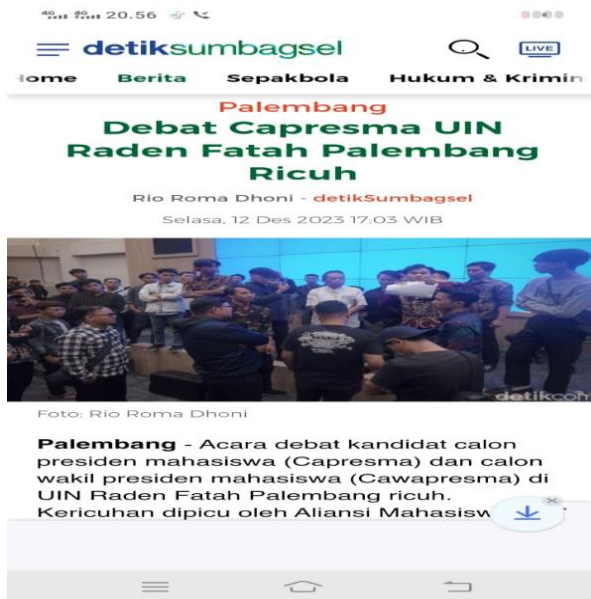 4G 4G 20.56
detiksumbagsel
LIVE
Home Berita Sepakbola Hukum & Krimin
Palembang
Debat Capresma UIN
Raden Fatah Palembang
Ricuh
Rio Roma Dhoni - detikSumbagsel
Selasa, 12 Des 2023 17:03 WIB
detikcom
Foto: Rio Roma Dhoni
Palembang - Acara debat kandidat calon
presiden mahasiswa (Capresma) dan calon
wakil presiden mahasiswa (Cawapresma) di
UIN Raden Fatah Palembang ricuh.
Kericuhan dipicu oleh Aliansi Mahasisw